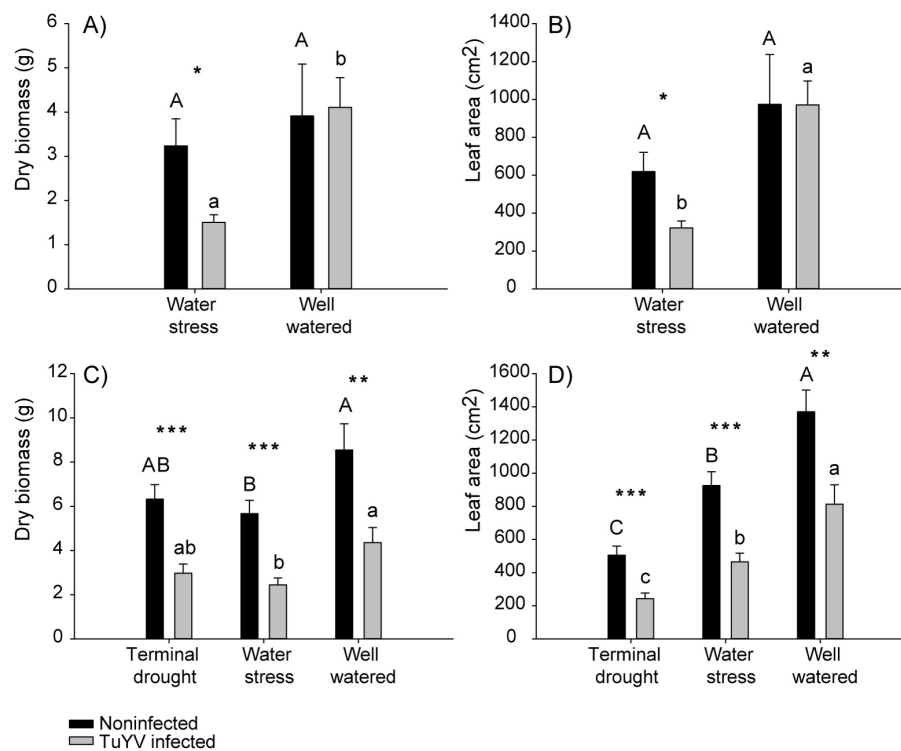 A)
Dry biomass (g)
6
5
4
3
2
1
0
A
*
a
A
b
Water
stress
Well
watered
B)
Leaf area (cm2)
1400
1200
1000
800
600
400
200
0
A
*
b
A
a
Water
stress
Well
watered
C)
Dry biomass (g)
12
10
8
6
4
2
0
AB
***
ab
B
***
b
A
**
a
Terminal
drought
Water
stress
Well
watered
D)
Leaf area (cm2)
1600
1400
1200
1000
800
600
400
200
0
C
***
c
B
***
b
A
**
a
Terminal
drought
Water
stress
Well
watered
Noninfected
TuYV infected